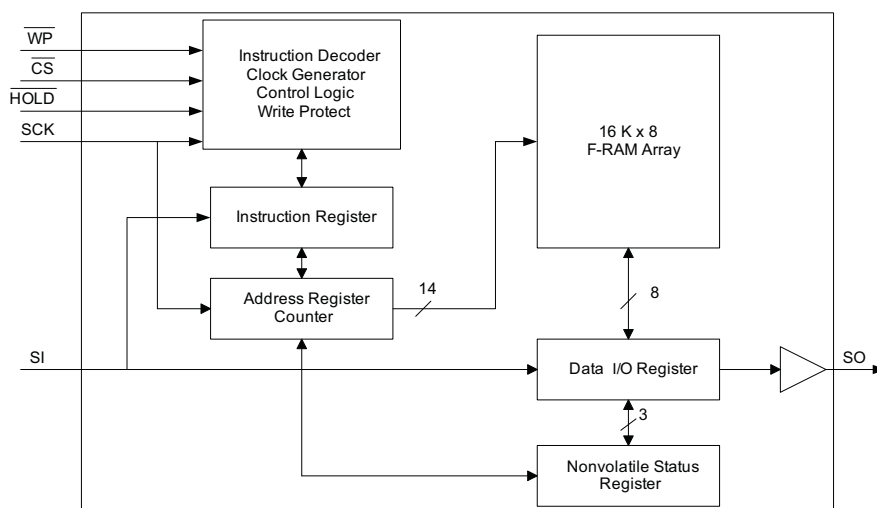 WP
CS
HOLD
SCK
Instruction Decoder
Clock Generator
Control Logic
Write Protect
16 K x 8
F-RAM Array
Instruction Register
Address Register
Counter
14
8
SI
Data I/O Register
SO
3
Nonvolatile Status
Register